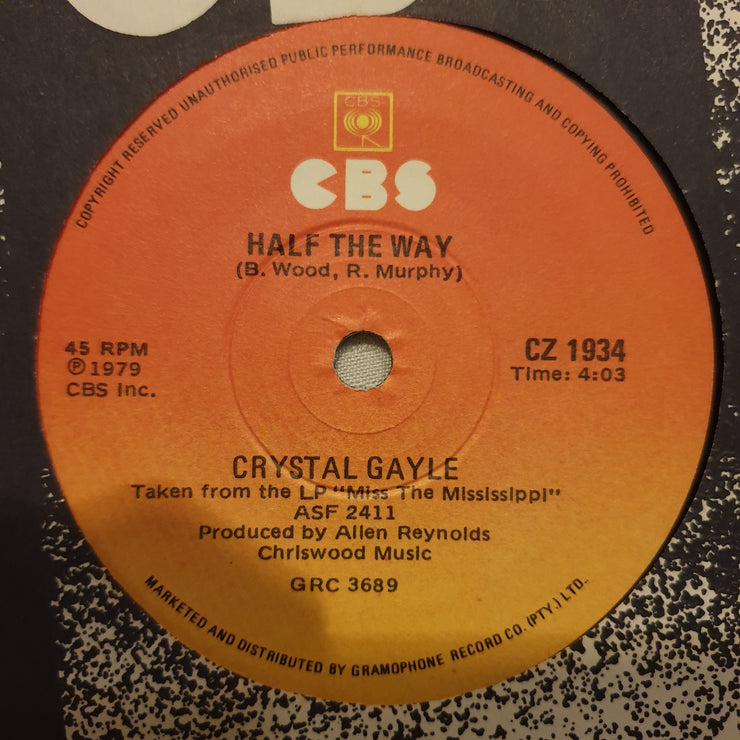 COPYRIGHT RESERVED UNAUTHORISED PUBLIC PERFORMANCE BROADCASTING AND COPYING PROHIBITED
CBS
CBS
HALF THE WAY
(B. Wood, R. Murphy)
45 RPM
℗ 1979
CBS Inc.
CZ 1934
Time: 4:03
CRYSTAL GAYLE
Taken from the LP "Miss The Mississippi"
ASF 2411
Produced by Allen Reynolds
Chriswood Music
GRC 3689
MARKETED AND DISTRIBUTED BY GRAMOPHONE RECORD CO. (PTY.) LTD.